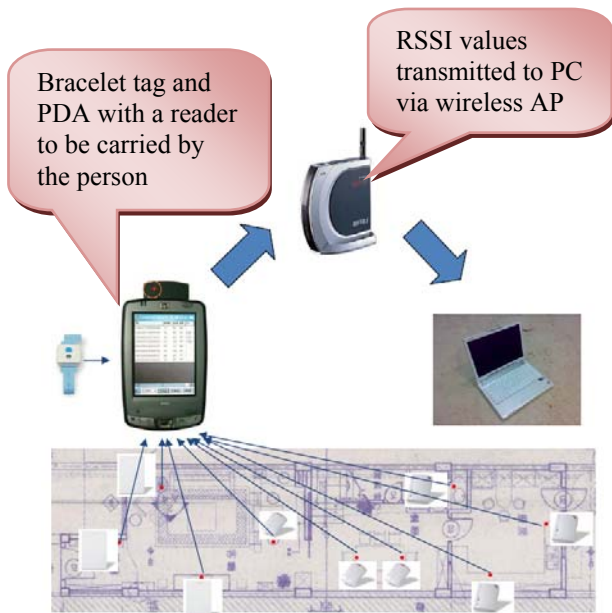 RSSI values
transmitted to PC
via wireless AP
Bracelet tag and
PDA with a reader
to be carried by
the person